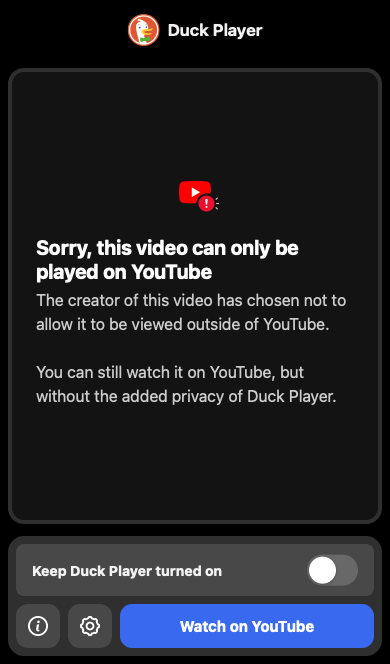 Duck Player
Sorry, this video can only be
played on YouTube
The creator of this video has chosen not to
allow it to be viewed outside of YouTube.
You can still watch it on YouTube, but
without the added privacy of Duck Player.
Keep Duck Player turned on
Watch on YouTube